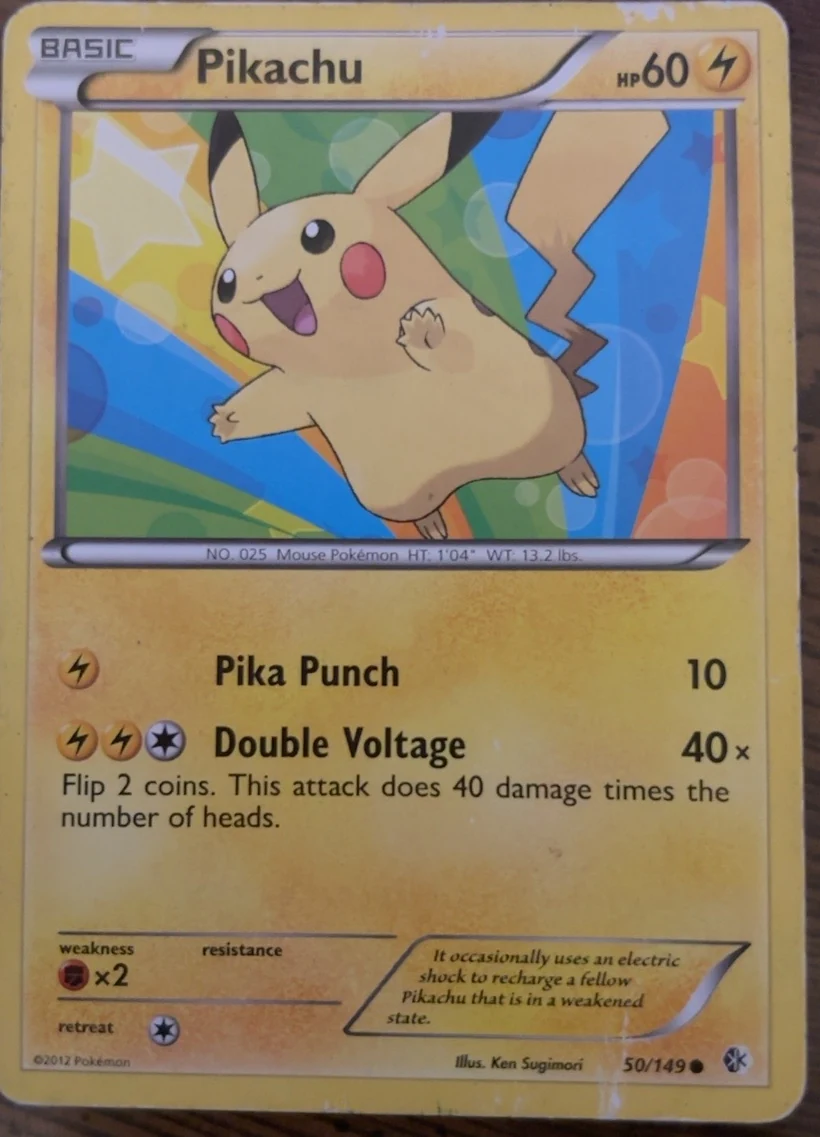 BASIC
Pikachu
HP60
NO. 025 Mouse Pokémon HT: 1'04" WT: 13.2 lbs.
Pika Punch 10
Double Voltage 40×
Flip 2 coins. This attack does 40 damage times the
number of heads.
weakness resistance
×2
retreat
It occasionally uses an electric
shock to recharge a fellow
Pikachu that is in a weakened
state.
©2012 Pokémon
Illus. Ken Sugimori 50/149